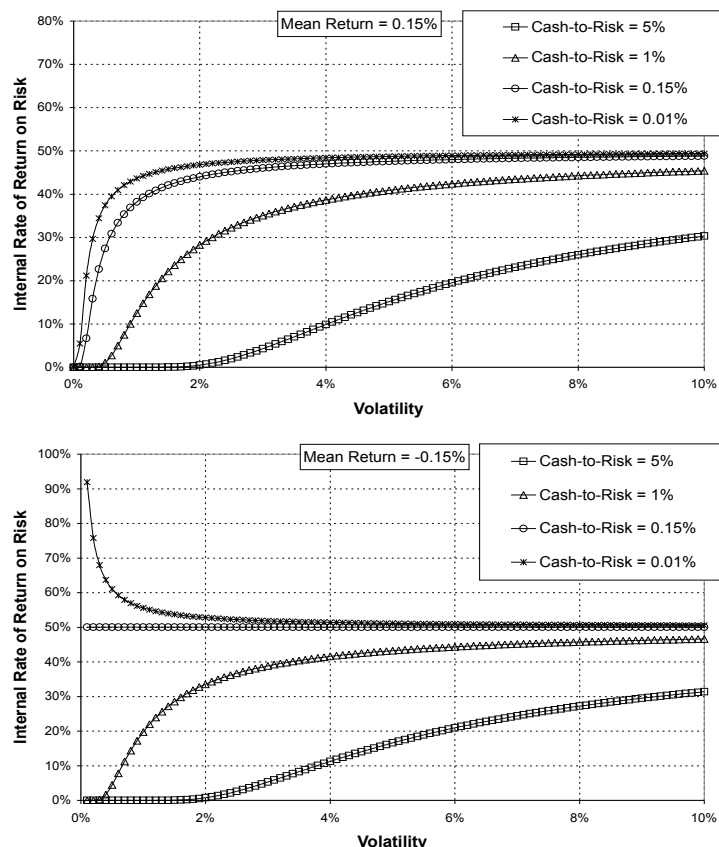 Mean Return = 0.15%
Cash-to-Risk = 5%
Cash-to-Risk = 1%
Cash-to-Risk = 0.15%
Cash-to-Risk = 0.01%
Internal Rate of Return on Risk
80%
70%
60%
50%
40%
30%
20%
10%
0%
0%
2%
4%
6%
8%
10%
Volatility
Mean Return = -0.15%
Cash-to-Risk = 5%
Cash-to-Risk = 1%
Cash-to-Risk = 0.15%
Cash-to-Risk = 0.01%
Internal Rate of Return on Risk
100%
90%
80%
70%
60%
50%
40%
30%
20%
10%
0%
0%
2%
4%
6%
8%
10%
Volatility